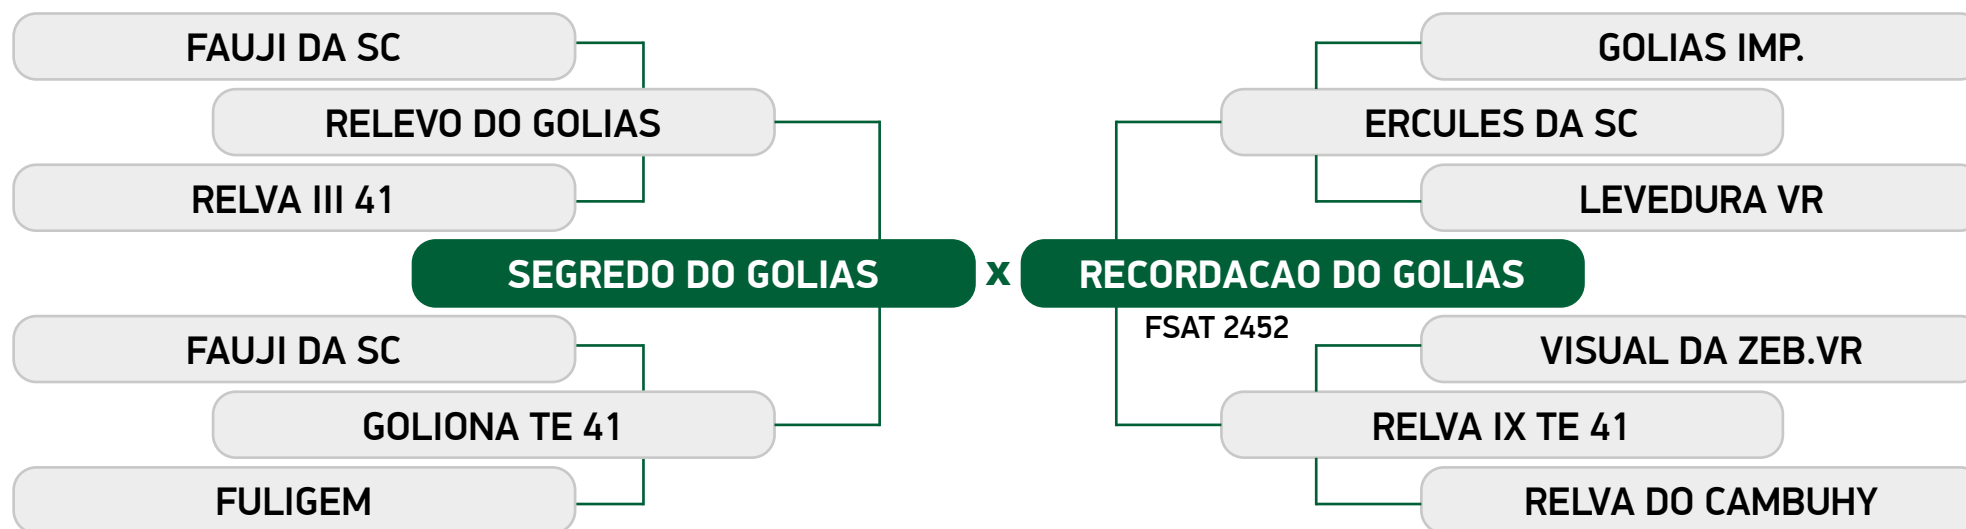 FAUJI DA SC
GOLIAS IMP.
RELEVO DO GOLIAS
ERCULES DA SC
RELVA III 41
LEVEDURA VR
SEGREDO DO GOLIAS x RECORDACAO DO GOLIAS
FSAT 2452
FAUJI DA SC
VISUAL DA ZEB.VR
GOLIONA TE 41
RELVA IX TE 41
FULIGEM
RELVA DO CAMBUHY